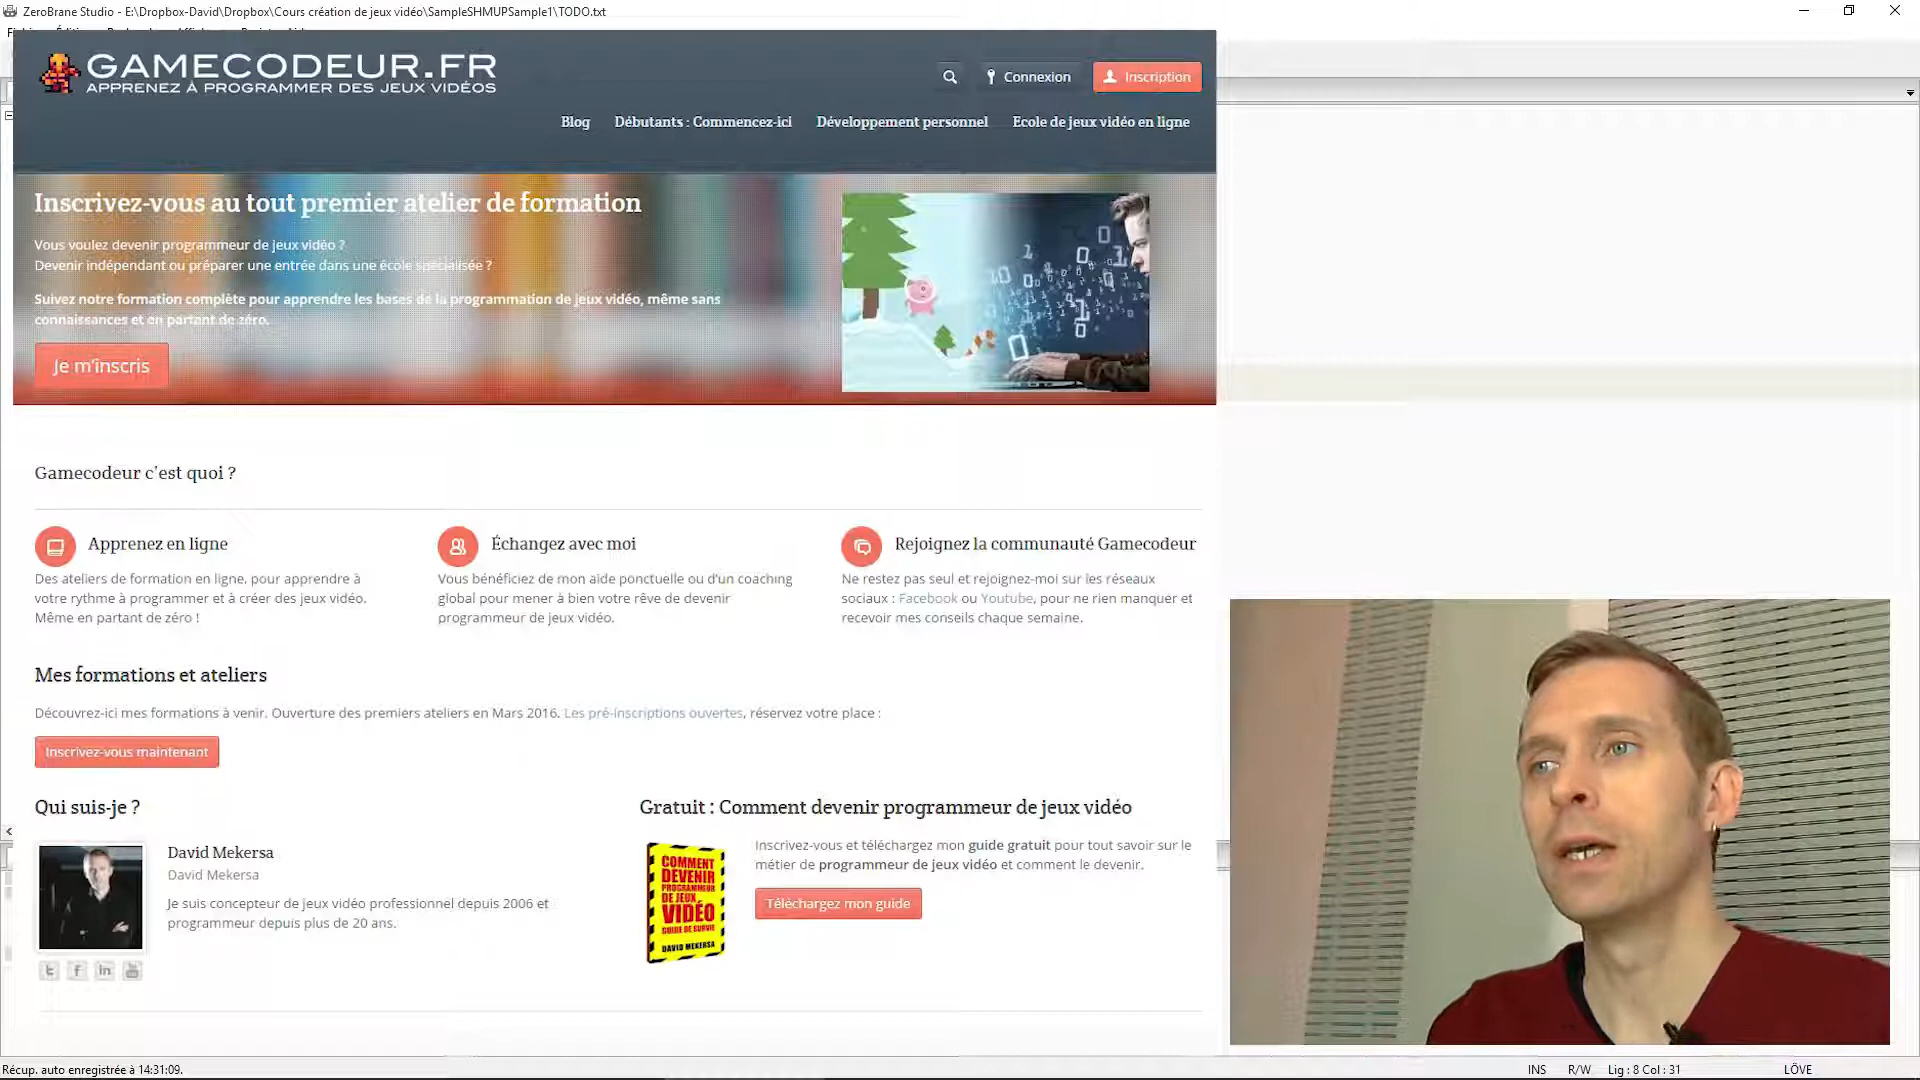 ZeroBrane Studio - E:\Dropbox-David\Dropbox\Cours création de jeux vidéo\SampleSHMUPSample1\TODO.txt
GAMECODEUR.FR
APPRENEZ À PROGRAMMER DES JEUX VIDÉOS
Connexion
Inscription
Blog
Débutants : Commencez-ici
Développement personnel
Ecole de jeux vidéo en ligne
Inscrivez-vous au tout premier atelier de formation
Vous voulez devenir programmeur de jeux vidéo ?
Devenir indépendant ou préparer une entrée dans une école spécialisée ?
Suivez notre formation complète pour apprendre les bases de la programmation de jeux vidéo, même sans
connaissances et en partant de zéro.
Je m'inscris
Gamecodeur c'est quoi ?
Apprenez en ligne
Des ateliers de formation en ligne, pour apprendre à
votre rythme à programmer et à créer des jeux vidéo.
Même en partant de zéro !
Échangez avec moi
Vous bénéficiez de mon aide ponctuelle ou d'un coaching
global pour mener à bien votre rêve de devenir
programmeur de jeux vidéo.
Rejoignez la communauté Gamecodeur
Ne restez pas seul et rejoignez-moi sur les réseaux
sociaux : Facebook ou Youtube, pour ne rien manquer et
recevoir mes conseils chaque semaine.
Mes formations et ateliers
Découvrez-ici mes formations à venir. Ouverture des premiers ateliers en Mars 2016. Les pré-inscriptions ouvertes, réservez votre place :
Inscrivez-vous maintenant
Qui suis-je ?
David Mekersa
David Mekersa
Je suis concepteur de jeux vidéo professionnel depuis 2006 et
programmeur depuis plus de 20 ans.
Gratuit : Comment devenir programmeur de jeux vidéo
COMMENT
DEVENIR
PROGRAMMEUR
DE JEUX
VIDÉO
GUIDE DE SURVIE
DAVID MEKERSA
Inscrivez-vous et téléchargez mon guide gratuit pour tout savoir sur le
métier de programmeur de jeux vidéo et comment le devenir.
Téléchargez mon guide
Récup. auto enregistrée à 14:31:09.
INS
R/W
Lig : 8 Col : 31
LÖVE